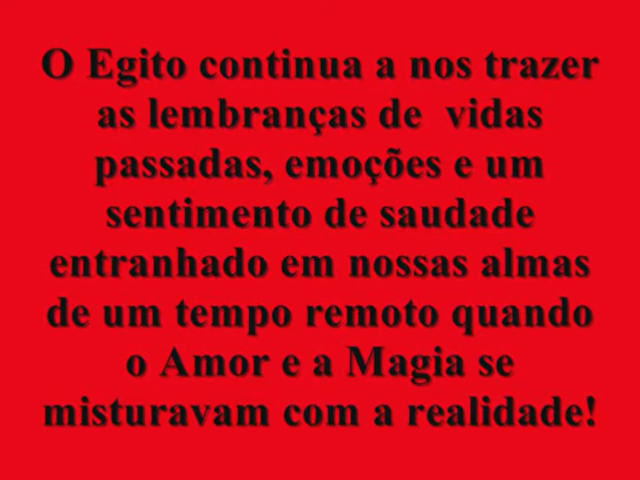 O Egito continua a nos trazer
as lembranças de vidas
passadas, emoções e um
sentimento de saudade
entranhado em nossas almas
de um tempo remoto quando
o Amor e a Magia se
misturavam com a realidade!